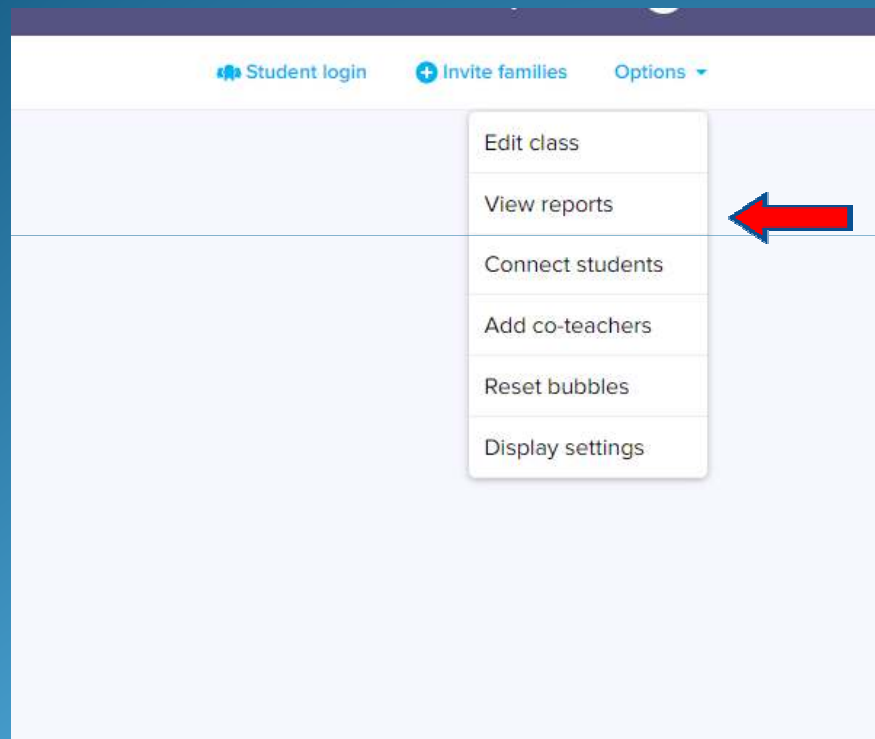 Student login Invite families Options
Edit class
View reports
Connect students
Add co-teachers
Reset bubbles
Display settings